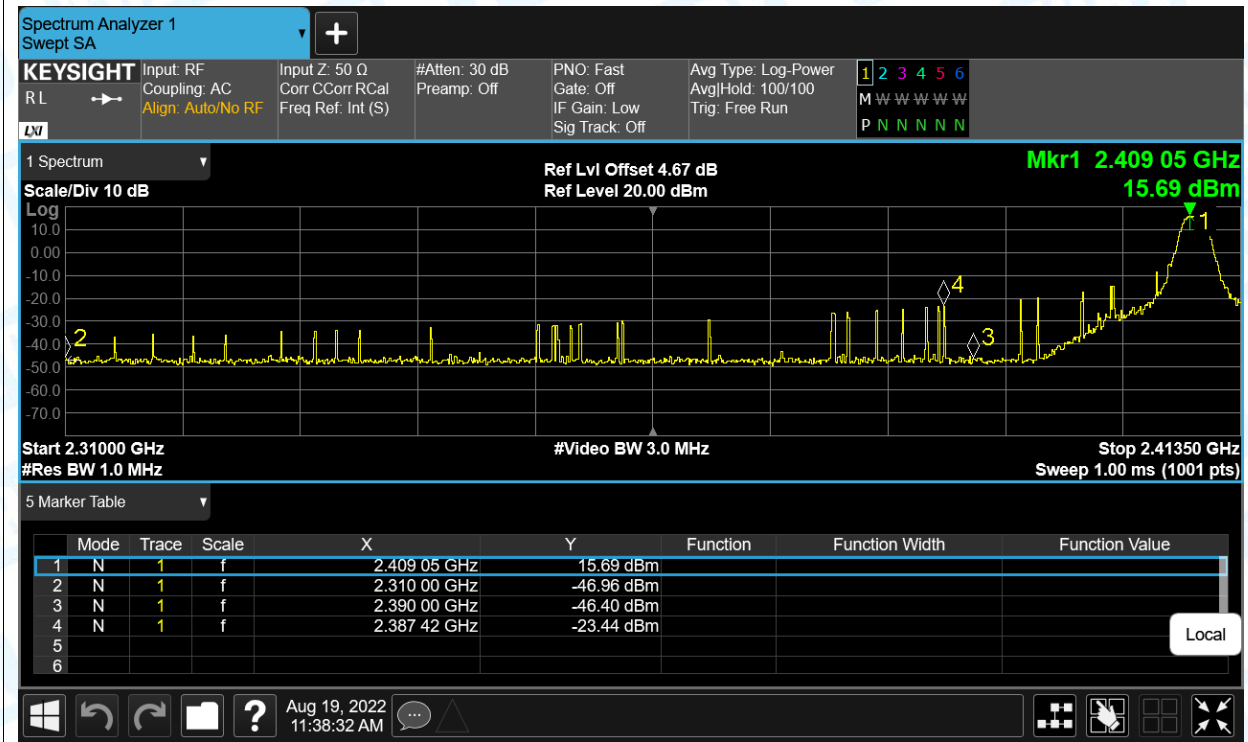 Spectrum Analyzer 1
Swept SA
+
KEYSIGHT Input: RF Input Z: 50 Ω #Atten: 30 dB PNO: Fast Avg Type: Log-Power 1 2 3 4 5 6
R L Coupling: AC Corr CCorr RCal Preamp: Off Gate: Off Avg|Hold: 100/100 M W W W W W
Align: Auto/No RF Freq Ref: Int (S) IF Gain: Low Trig: Free Run P N N N N N
LXI Sig Track: Off
1 Spectrum
Ref Lvl Offset 4.67 dB
Mkr1 2.409 05 GHz
Scale/Div 10 dB Ref Level 20.00 dBm 15.69 dBm
Log
10.0
0.00
-10.0
-20.0
-30.0
-40.0
-50.0
-60.0
-70.0
1
4
2
3
Start 2.31000 GHz #Video BW 3.0 MHz Stop 2.41350 GHz
#Res BW 1.0 MHz Sweep 1.00 ms (1001 pts)
5 Marker Table
Mode Trace Scale X Y Function Function Width Function Value
1 N 1 f 2.409 05 GHz 15.69 dBm
2 N 1 f 2.310 00 GHz -46.96 dBm
3 N 1 f 2.390 00 GHz -46.40 dBm
4 N 1 f 2.387 42 GHz -23.44 dBm
5
6
Local
? Aug 19, 2022
11:38:32 AM